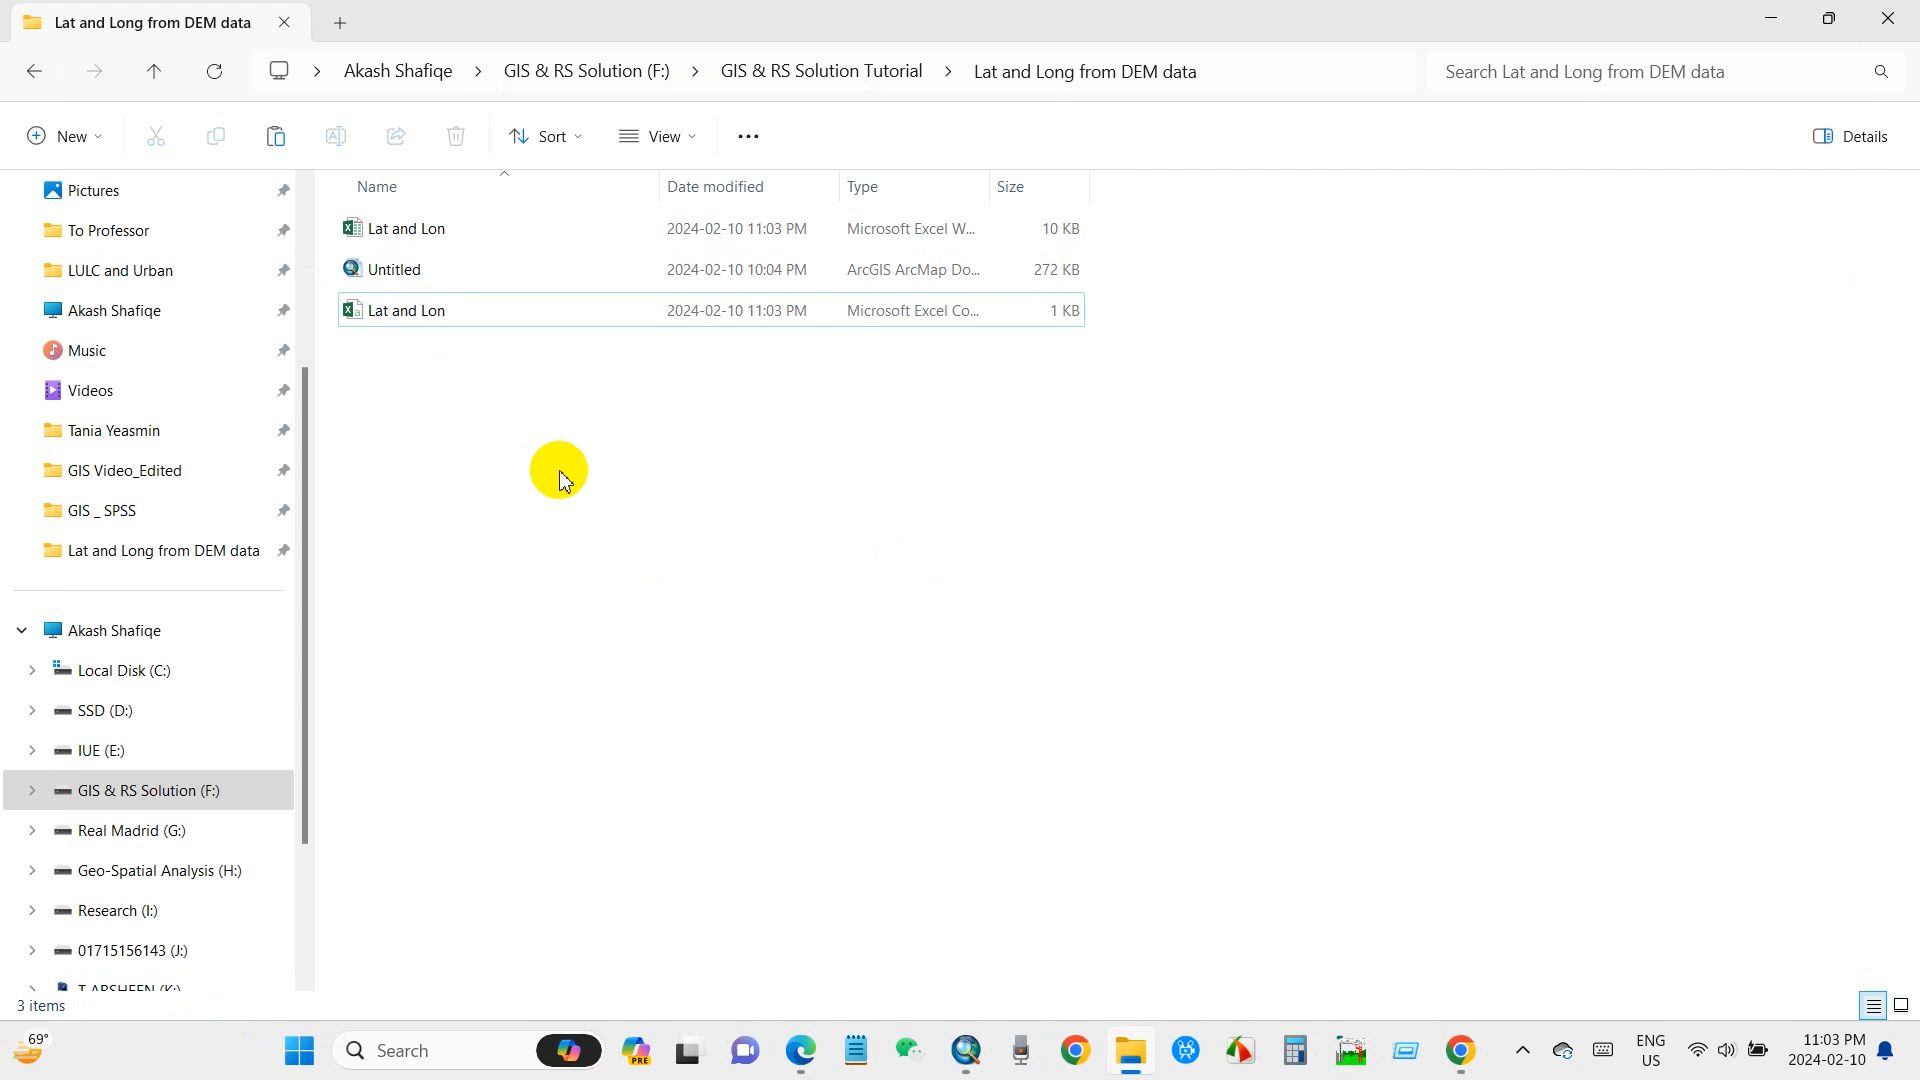 Lat and Long from DEM data
Akash Shafiqe
GIS & RS Solution (F:)
GIS & RS Solution Tutorial
Lat and Long from DEM data
Search Lat and Long from DEM data
New
Sort
View
Details
Name
Date modified
Type
Size
Lat and Lon
2024-02-10 11:03 PM
Microsoft Excel W...
10 KB
Untitled
2024-02-10 10:04 PM
ArcGIS ArcMap Do...
272 KB
Lat and Lon
2024-02-10 11:03 PM
Microsoft Excel Co...
1 KB
Pictures
To Professor
LULC and Urban
Akash Shafiqe
Music
Videos
Tania Yeasmin
GIS Video_Edited
GIS _ SPSS
Lat and Long from DEM data
Akash Shafiqe
Local Disk (C:)
SSD (D:)
IUE (E:)
GIS & RS Solution (F:)
Real Madrid (G:)
Geo-Spatial Analysis (H:)
Research (I:)
01715156143 (J:)
3 items
69°
Search
PRE
ENG
US
11:03 PM
2024-02-10